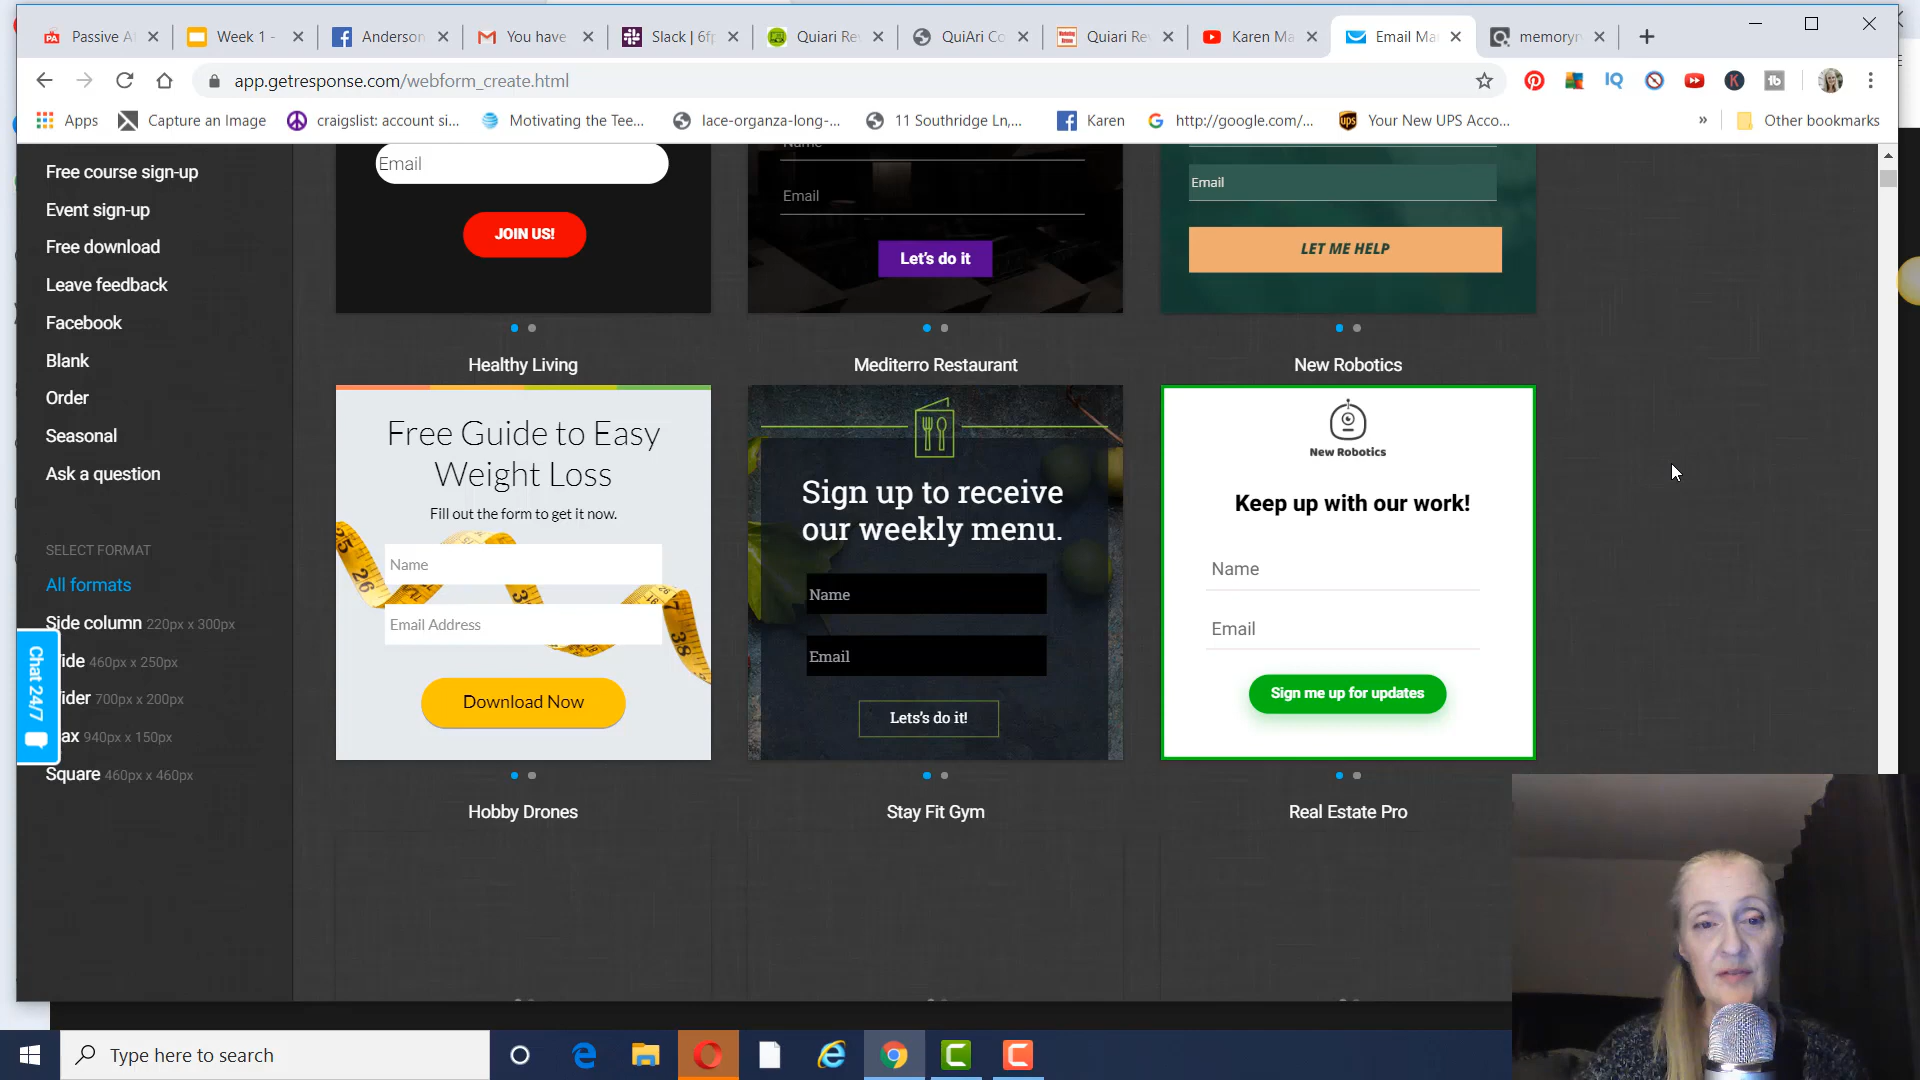 Passive A
Week 1 -
Anderson
You have
Slack | 6f
Quiari Re
QuiAri Co
Quiari Re
Karen Ma
Email Ma
memoryr
app.getresponse.com/webform_create.html
Apps
Capture an Image
craigslist: account si...
Motivating the Tee...
lace-organza-long-...
11 Southridge Ln,...
Karen
http://google.com/...
Your New UPS Acco...
»
Other bookmarks
Free course sign-up
Event sign-up
Free download
Leave feedback
Facebook
Blank
Order
Seasonal
Ask a question
SELECT FORMAT
All formats
Side column 220px x 300px
ide 460px x 250px
ider 700px x 200px
ax 940px x 150px
Square 460px x 460px
Chat 24/7
Email
JOIN US!
Name
Email
Let's do it
Email
LET ME HELP
Healthy Living
Mediterro Restaurant
New Robotics
Free Guide to Easy
Weight Loss
Fill out the form to get it now.
Name
Email Address
Download Now
Sign up to receive
our weekly menu.
Name
Email
Lets's do it!
New Robotics
Keep up with our work!
Name
Email
Sign me up for updates
Hobby Drones
Stay Fit Gym
Real Estate Pro
Type here to search